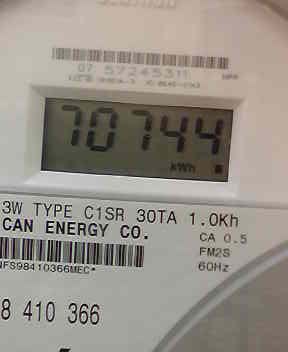 07 57245311
70744
kWh
3W TYPE C1SR 30TA 1.0Kh
CAN ENERGY CO. CA 0.5
FM2S
NFS98410366MEC* 60Hz
8 410 366